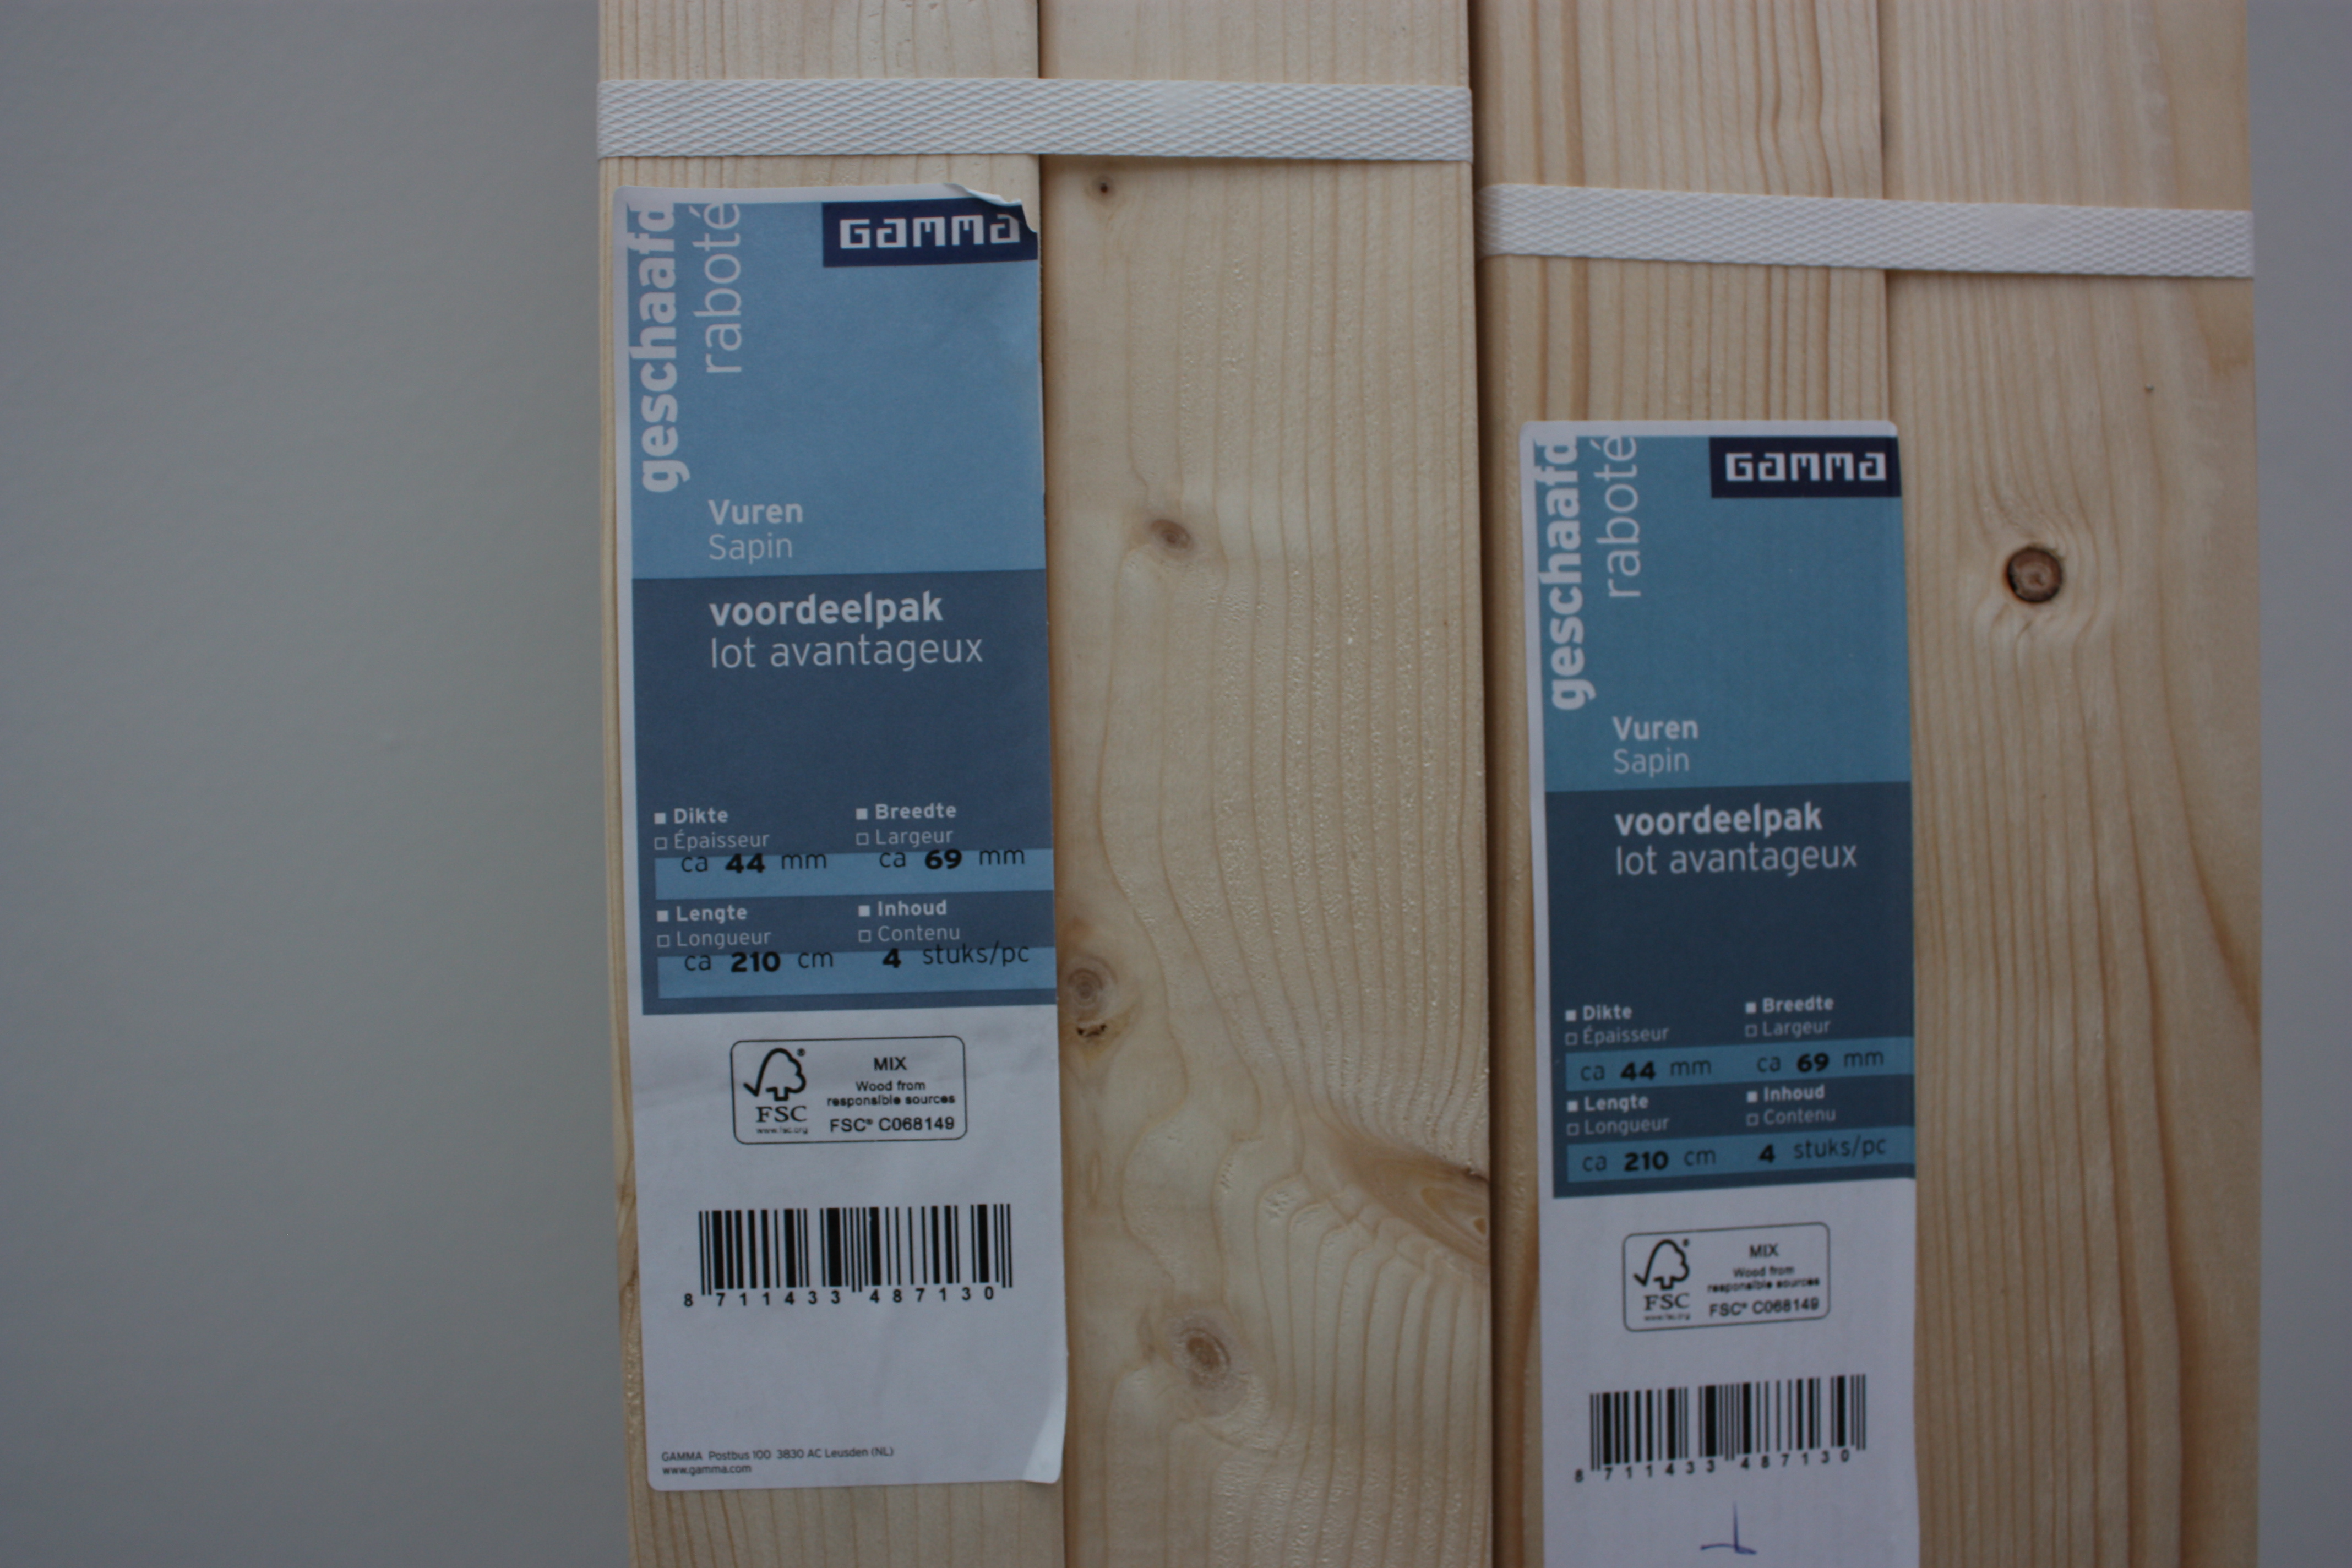 geschaafd
raboté
GAMMA
Vuren
Sapin
voordeelpak
lot avantageux
Dikte
Épaisseur
ca 44 mm
Breedte
Largeur
ca 69 mm
Lengte
Longueur
ca 210 cm
Inhoud
Contenu
4 stuks/pc
FSC®
www.fsc.org
MIX
Wood from
responsible sources
FSC® C068149
8 711433 487130
GAMMA Postbus 100 3830 AC Leusden (NL)
www.gamma.com
geschaafd
raboté
GAMMA
Vuren
Sapin
voordeelpak
lot avantageux
Dikte
Épaisseur
ca 44 mm
Breedte
Largeur
ca 69 mm
Lengte
Longueur
ca 210 cm
Inhoud
Contenu
4 stuks/pc
FSC®
www.fsc.org
MIX
Wood from
responsible sources
FSC® C068149
8 711433 487130